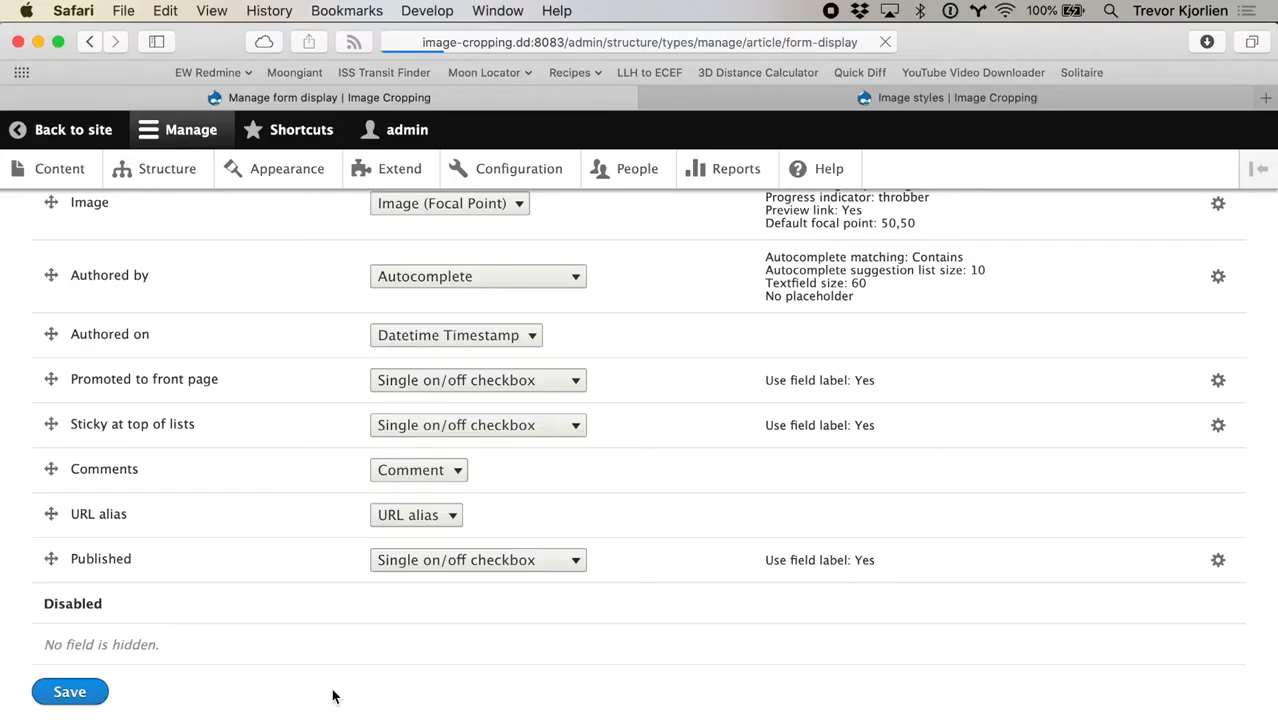 Safari File Edit View History Bookmarks Develop Window Help 100% Trevor Kjorlien
image-cropping.dd:8083/admin/structure/types/manage/article/form-display
EW Redmine Moongiant ISS Transit Finder Moon Locator Recipes LLH to ECEF 3D Distance Calculator Quick Diff YouTube Video Downloader Solitaire
Manage form display | Image Cropping Image styles | Image Cropping
Back to site Manage Shortcuts admin
Content Structure Appearance Extend Configuration People Reports Help
Image Image (Focal Point)
Progress indicator: throbber
Preview link: Yes
Default focal point: 50,50
Authored by Autocomplete
Autocomplete matching: Contains
Autocomplete suggestion list size: 10
Textfield size: 60
No placeholder
Authored on Datetime Timestamp
Promoted to front page Single on/off checkbox Use field label: Yes
Sticky at top of lists Single on/off checkbox Use field label: Yes
Comments Comment
URL alias URL alias
Published Single on/off checkbox Use field label: Yes
Disabled
No field is hidden.
Save